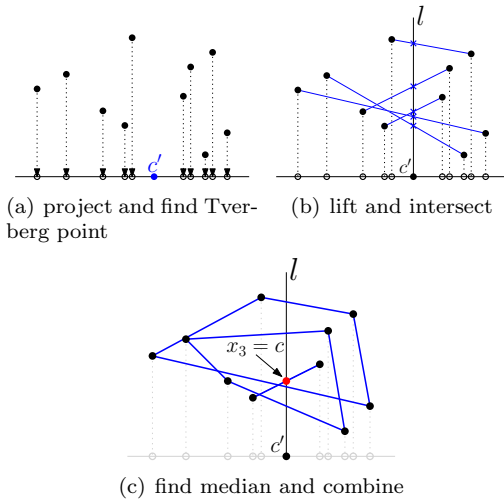 c′
(a) project and find Tver-
berg point
l
c′
(b) lift and intersect
l
x₃ = c
c′
(c) find median and combine